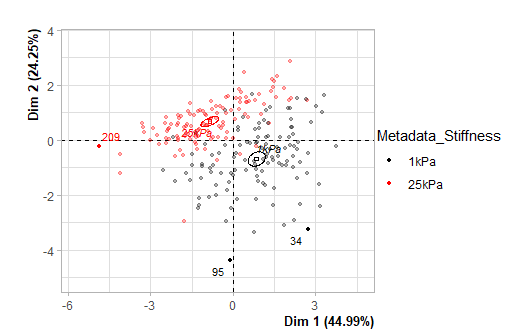 4
2
0
-2
-4
-6
-3
0
3
Dim 2 (24.25%)
Dim 1 (44.99%)
209
25kPa
1kPa
34
95
Metadata_Stiffness
1kPa
25kPa